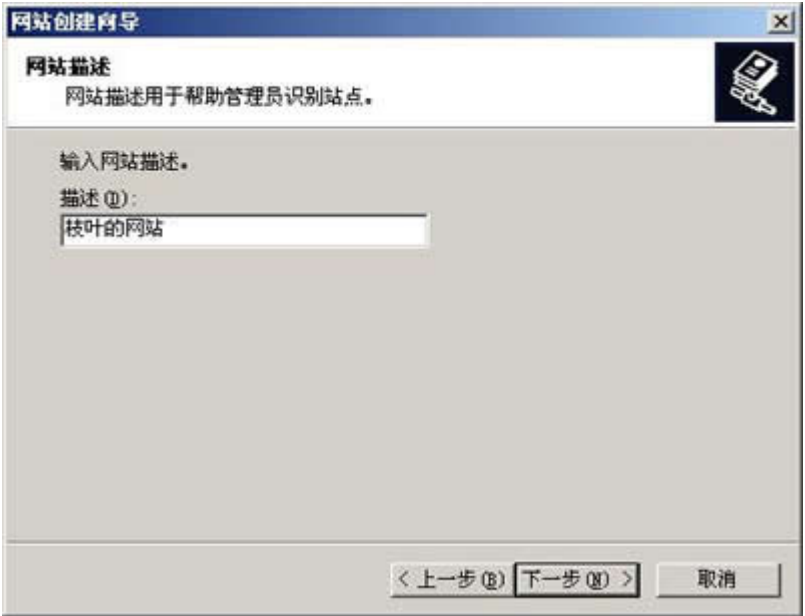 网站创建向导
网站描述
网站描述用于帮助管理员识别站点。
输入网站描述。
描述(D):
枝叶的网站
< 上一步(B) 下一步(N) > 取消